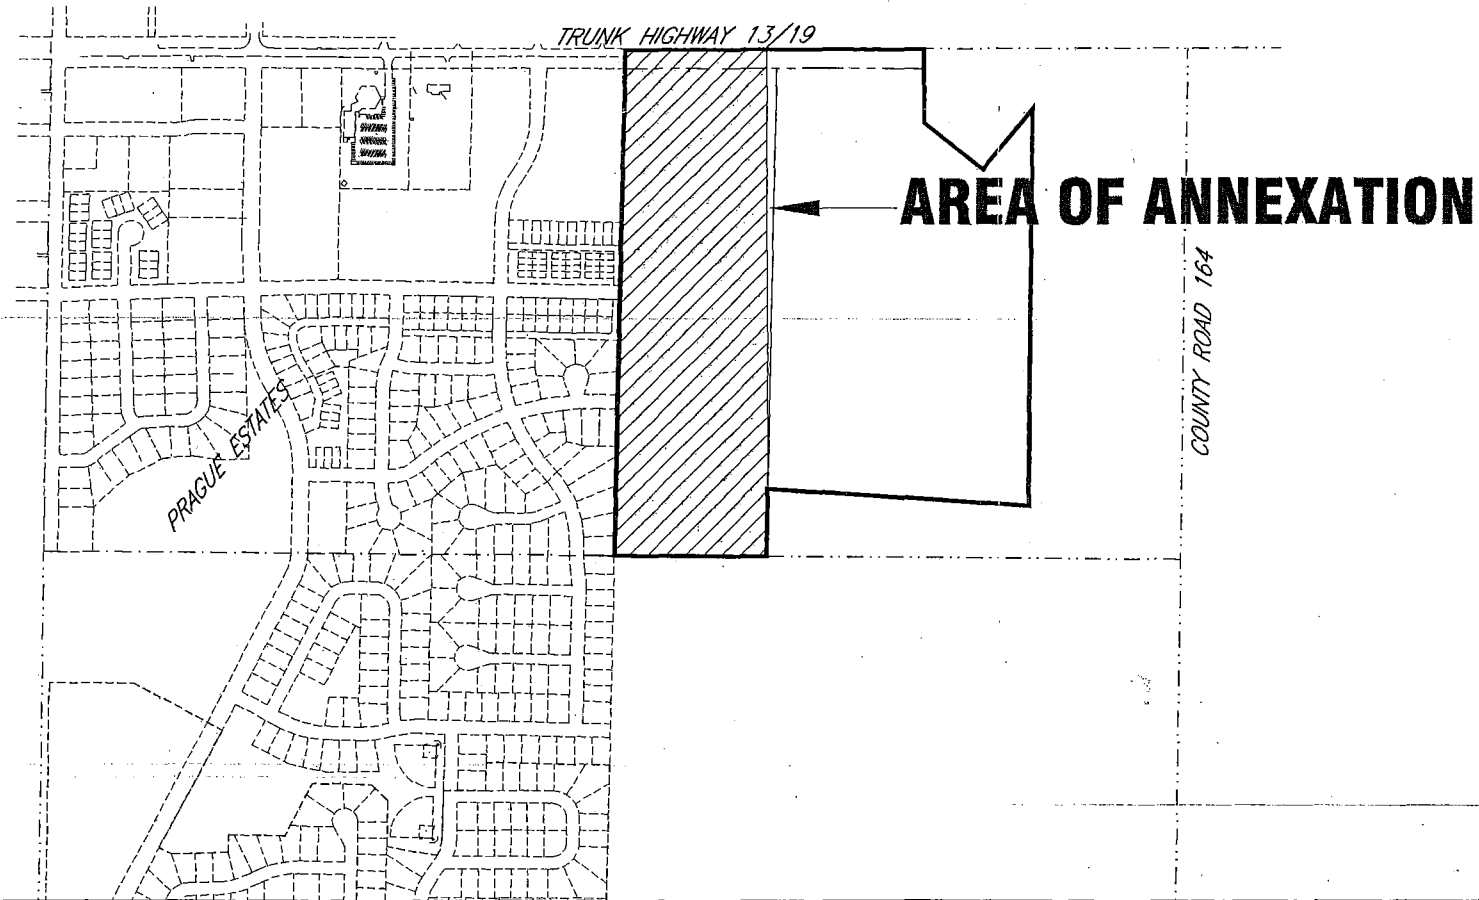 TRUNK HIGHWAY 13/19
AREA OF ANNEXATION
COUNTY ROAD 164
PRAGUE ESTATES